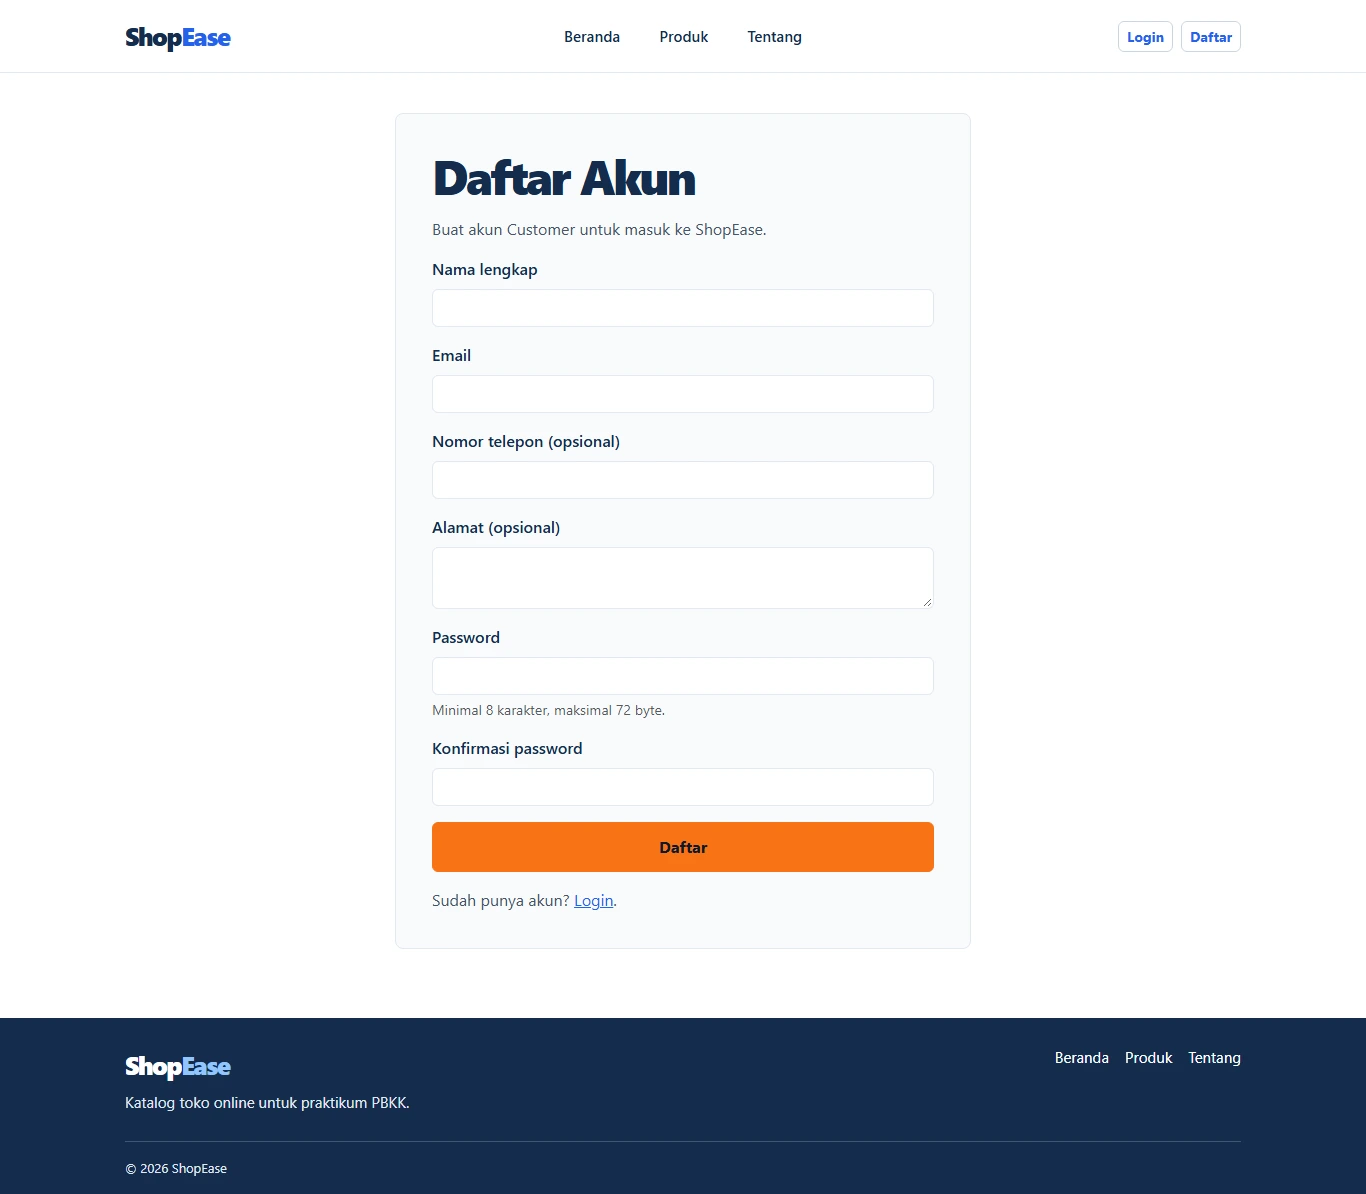 ShopEase
Beranda Produk Tentang
Login Daftar
Daftar Akun
Buat akun Customer untuk masuk ke ShopEase.
Nama lengkap
Email
Nomor telepon (opsional)
Alamat (opsional)
Password
Minimal 8 karakter, maksimal 72 byte.
Konfirmasi password
Daftar
Sudah punya akun? Login.
ShopEase
Beranda Produk Tentang
Katalog toko online untuk praktikum PBKK.
© 2026 ShopEase